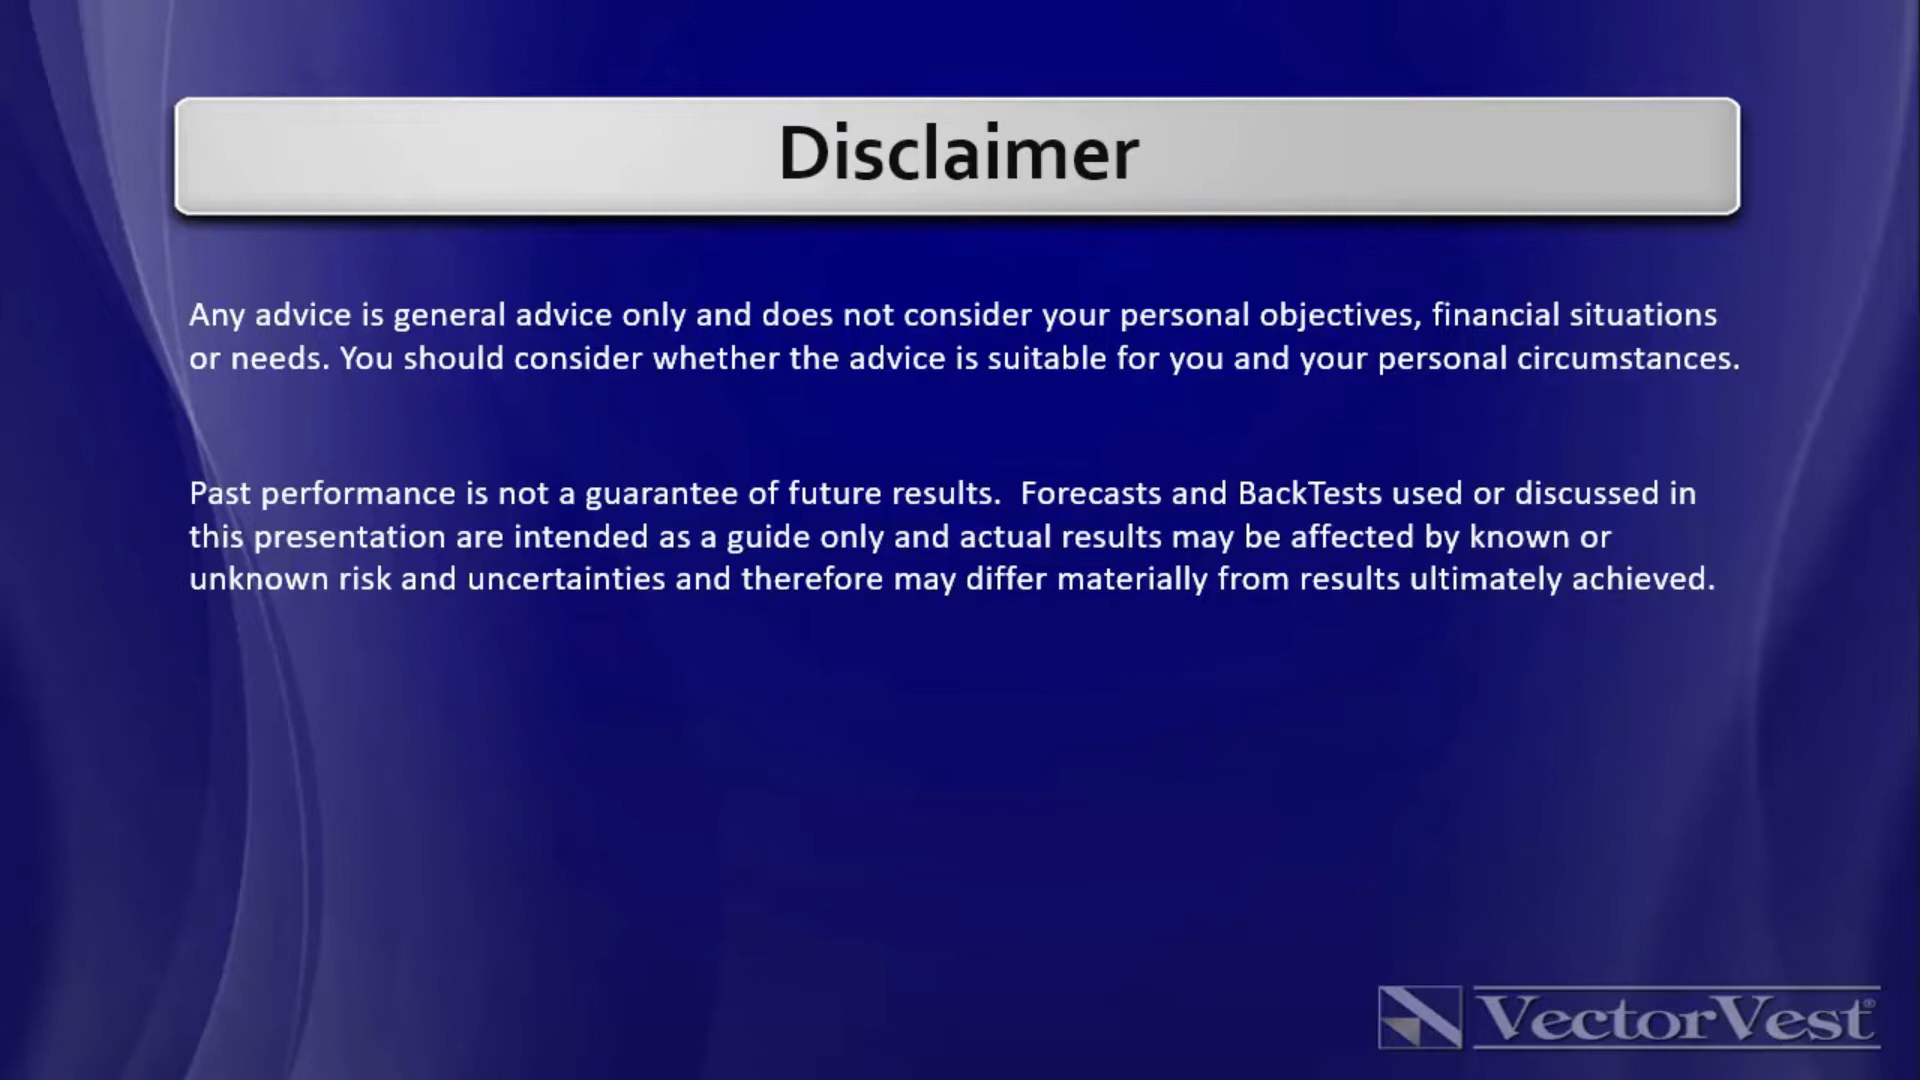 Disclaimer
Any advice is general advice only and does not consider your personal objectives, financial situations
or needs. You should consider whether the advice is suitable for you and your personal circumstances.
Past performance is not a guarantee of future results.  Forecasts and BackTests used or discussed in
this presentation are intended as a guide only and actual results may be affected by known or
unknown risk and uncertainties and therefore may differ materially from results ultimately achieved.
VectorVest®